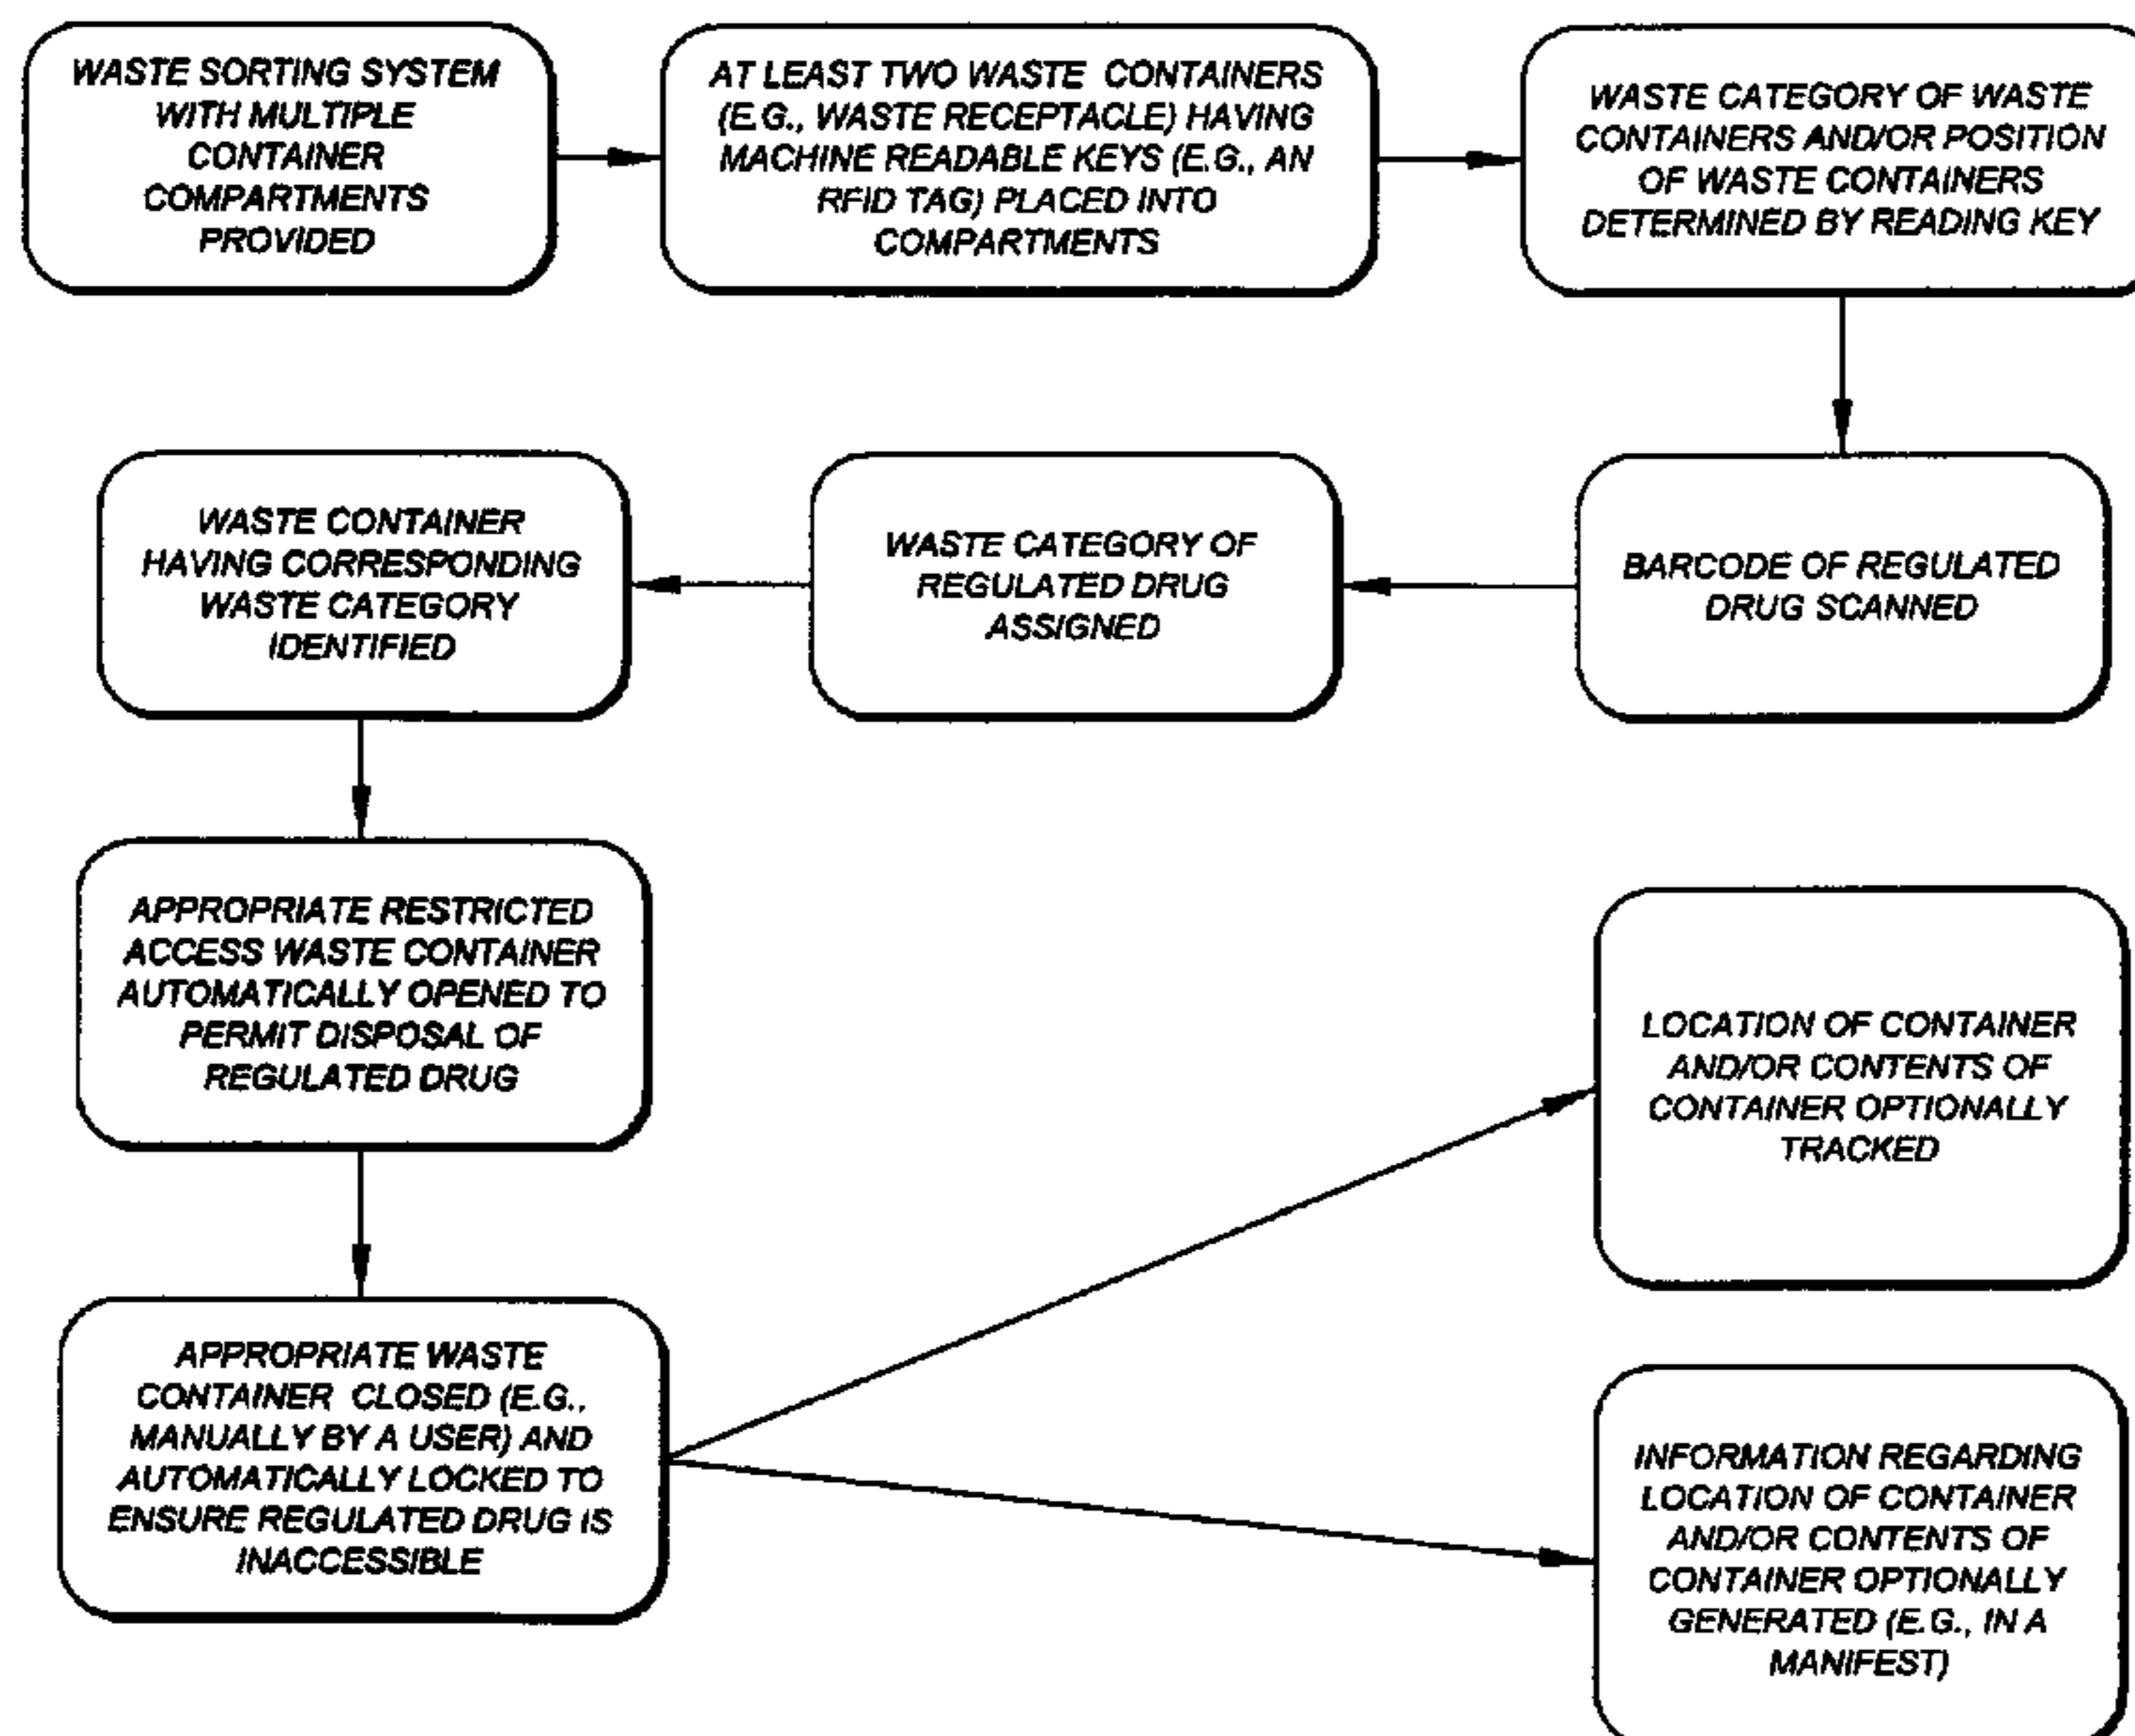 WASTE SORTING SYSTEM
WITH MULTIPLE
CONTAINER
COMPARTMENTS
PROVIDED
AT LEAST TWO WASTE CONTAINERS
(E.G., WASTE RECEPTACLE) HAVING
MACHINE READABLE KEYS (E.G., AN
RFID TAG) PLACED INTO
COMPARTMENTS
WASTE CATEGORY OF WASTE
CONTAINERS AND/OR POSITION
OF WASTE CONTAINERS
DETERMINED BY READING KEY
BARCODE OF REGULATED
DRUG SCANNED
WASTE CATEGORY OF
REGULATED DRUG
ASSIGNED
WASTE CONTAINER
HAVING CORRESPONDING
WASTE CATEGORY
IDENTIFIED
APPROPRIATE RESTRICTED
ACCESS WASTE CONTAINER
AUTOMATICALLY OPENED TO
PERMIT DISPOSAL OF
REGULATED DRUG
APPROPRIATE WASTE
CONTAINER CLOSED (E.G.,
MANUALLY BY A USER) AND
AUTOMATICALLY LOCKED TO
ENSURE REGULATED DRUG IS
INACCESSIBLE
LOCATION OF CONTAINER
AND/OR CONTENTS OF
CONTAINER OPTIONALLY
TRACKED
INFORMATION REGARDING
LOCATION OF CONTAINER
AND/OR CONTENTS OF
CONTAINER OPTIONALLY
GENERATED (E.G., IN A
MANIFEST)